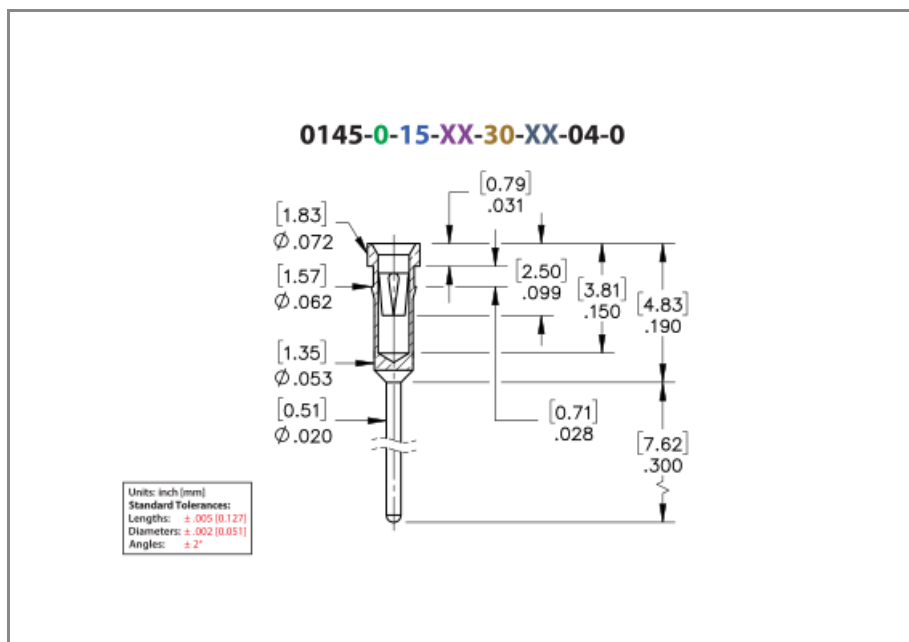 0145-0-15-XX-30-XX-04-0
[0.79]
.031
[1.83]
Ø.072
[2.50]
.099
[1.57]
Ø.062
[3.81]
.150
[4.83]
.190
[1.35]
Ø.053
[0.51]
Ø.020
[0.71]
.028
[7.62]
.300
Units: inch [mm]
Standard Tolerances:
Lengths: ±.005 [0.127]
Diameters: ±.002 [0.051]
Angles: ±2°